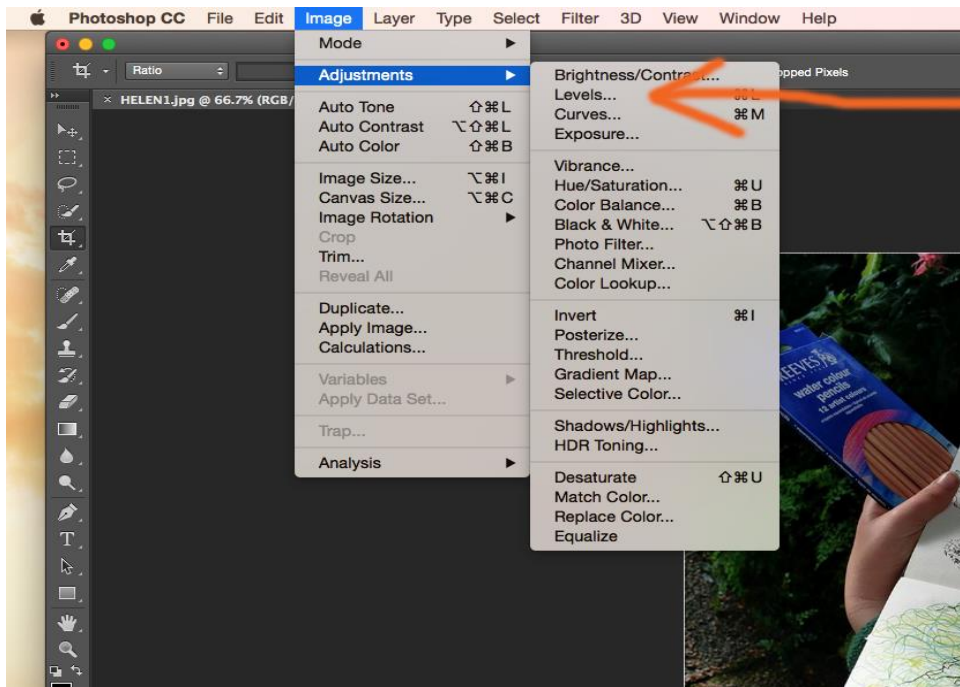 Photoshop CC File Edit Image Layer Type Select Filter 3D View Window Help
Ratio
× HELEN1.jpg @ 66.7% (RGB/
Mode ▶
Adjustments ▶
Auto Tone ⇧⌘L
Auto Contrast ⌥⇧⌘L
Auto Color ⇧⌘B
Image Size... ⌥⌘I
Canvas Size... ⌥⌘C
Image Rotation ▶
Crop
Trim...
Reveal All
Duplicate...
Apply Image...
Calculations...
Variables ▶
Apply Data Set...
Trap...
Analysis ▶
Brightness/Contrast...
Levels... ⌘L
Curves... ⌘M
Exposure...
Vibrance...
Hue/Saturation... ⌘U
Color Balance... ⌘B
Black & White... ⌥⇧⌘B
Photo Filter...
Channel Mixer...
Color Lookup...
Invert ⌘I
Posterize...
Threshold...
Gradient Map...
Selective Color...
Shadows/Highlights...
HDR Toning...
Desaturate ⇧⌘U
Match Color...
Replace Color...
Equalize
opped Pixels
REEVES
water colour
pencils
12 artist colours